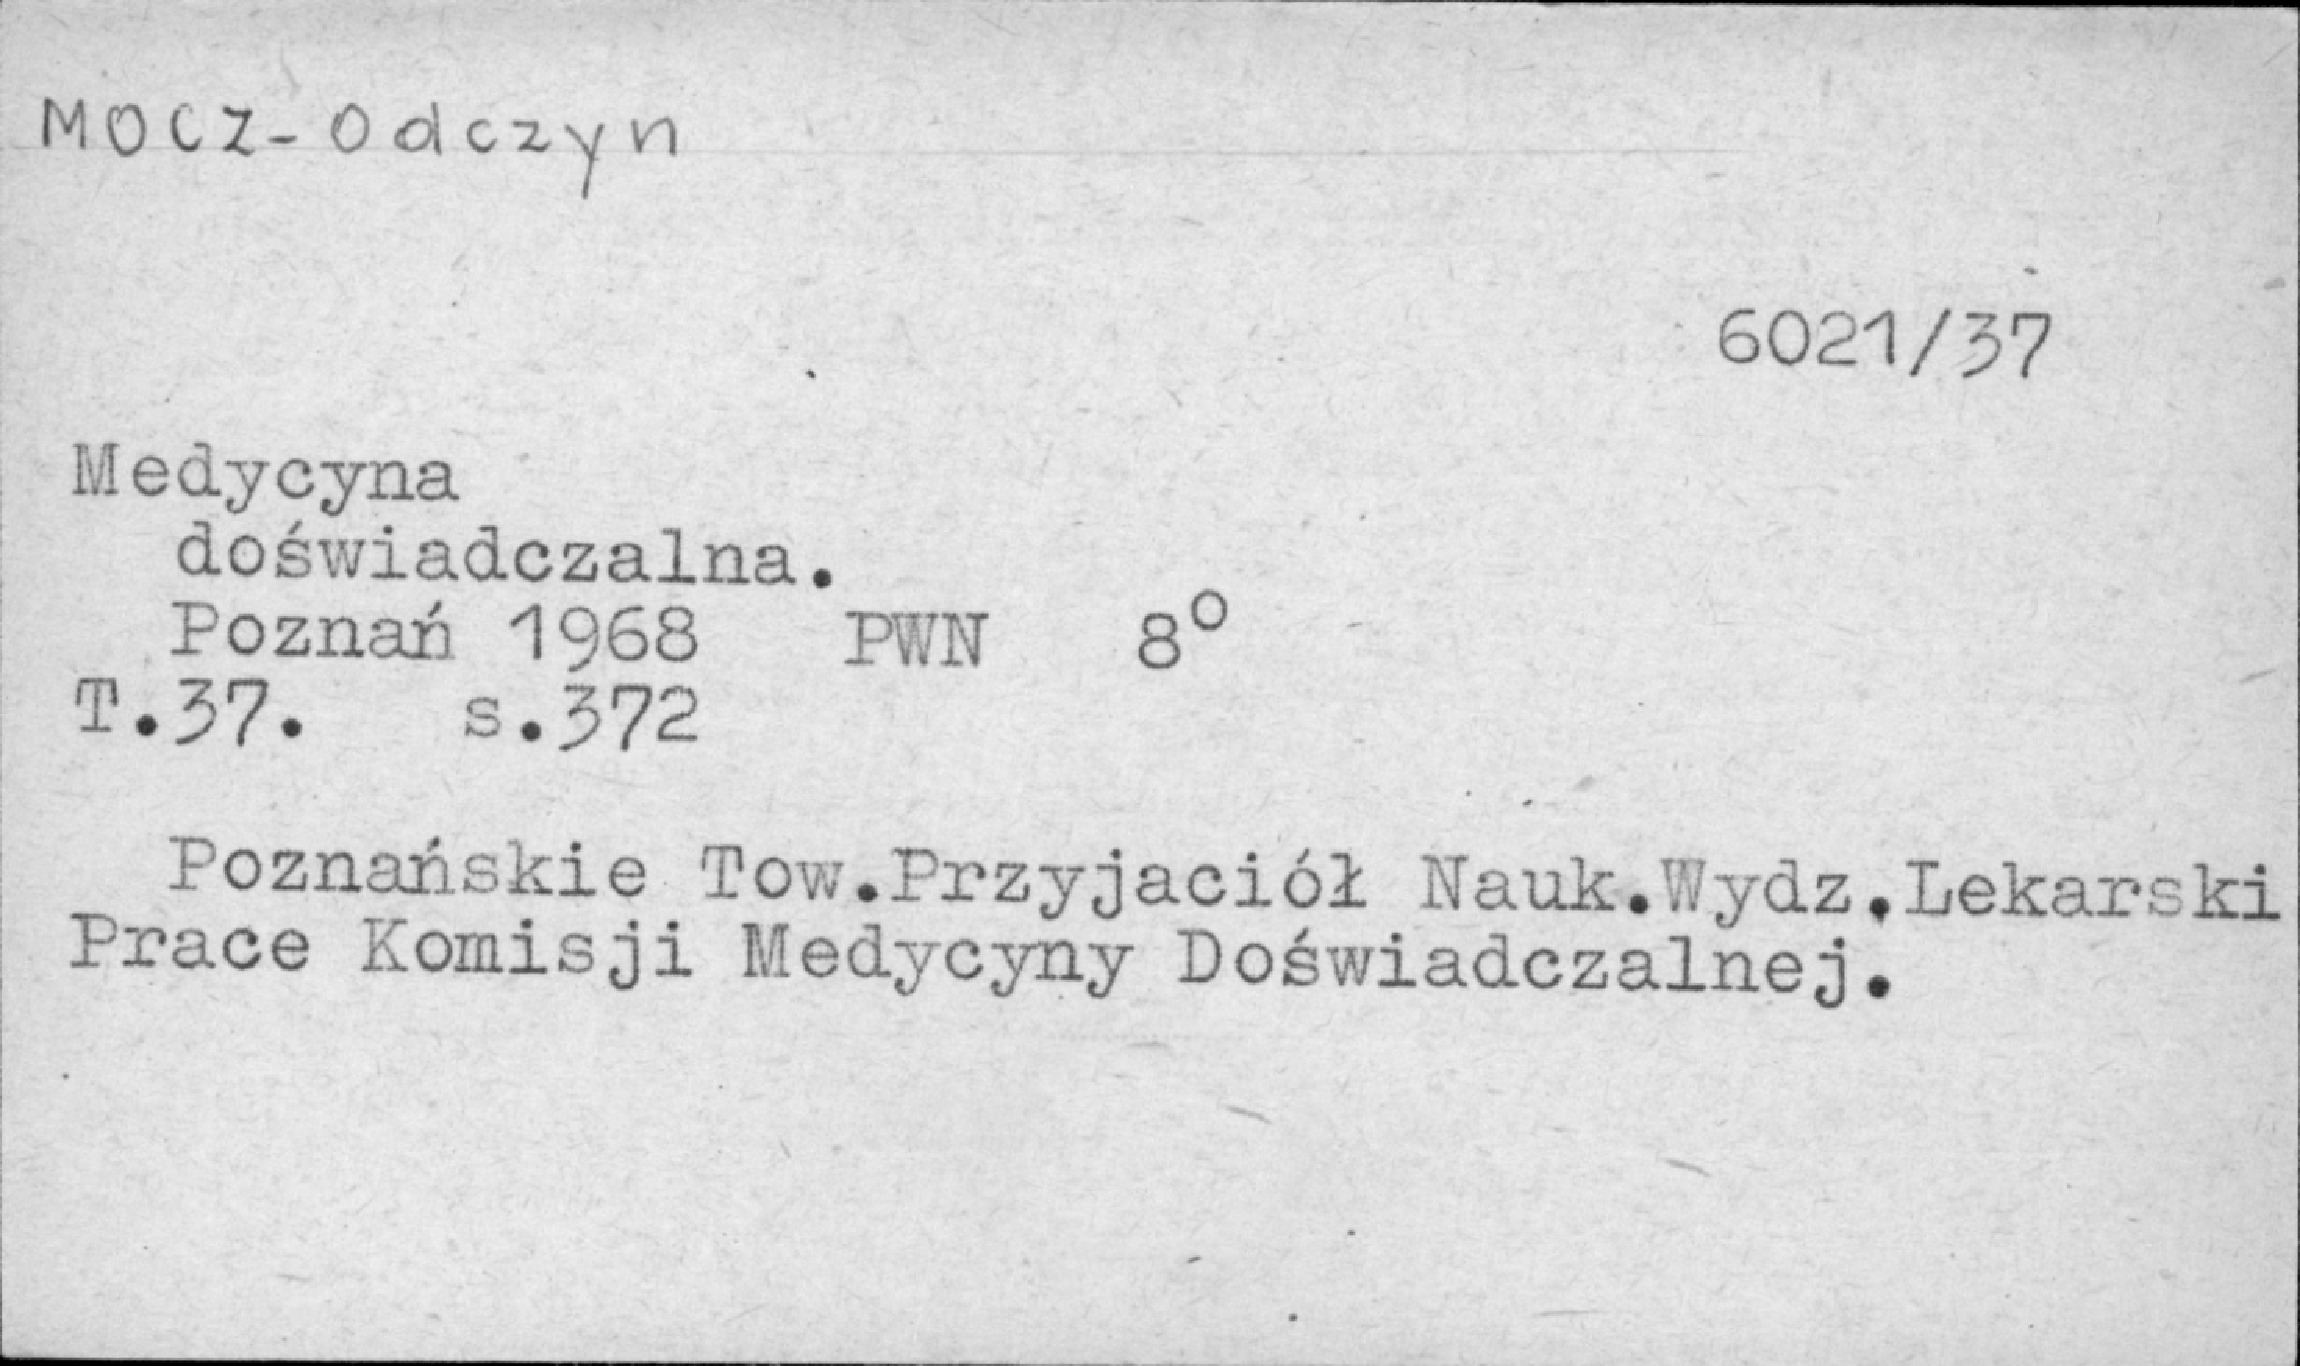 MOCZ-Odczyn
6021/37
Medycyna
doświadczalna.
Poznań 1968 PWN 8°
T.37. s.372
Poznańskie Tow.Przyjaciół Nauk.Wydz.Lekarski
Prace Komisji Medycyny Doświadczalnej.